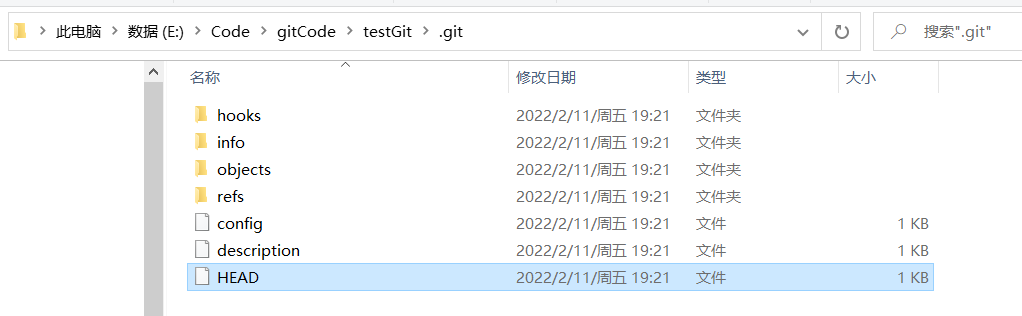 此电脑 > 数据 (E:) > Code > gitCode > testGit > .git 搜索".git"
名称 修改日期 类型 大小
hooks 2022/2/11/周五 19:21 文件夹
info 2022/2/11/周五 19:21 文件夹
objects 2022/2/11/周五 19:21 文件夹
refs 2022/2/11/周五 19:21 文件夹
config 2022/2/11/周五 19:21 文件 1 KB
description 2022/2/11/周五 19:21 文件 1 KB
HEAD 2022/2/11/周五 19:21 文件 1 KB